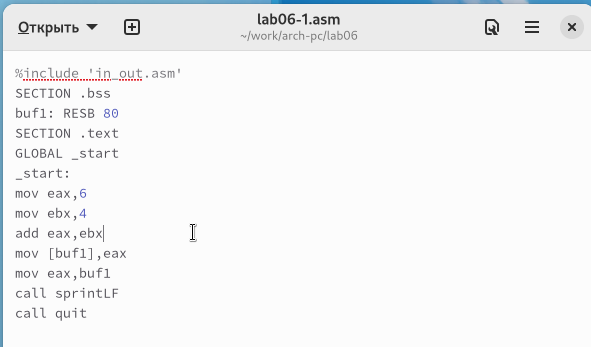 Открыть
lab06-1.asm
~/work/arch-pc/lab06
%include 'in_out.asm'
SECTION .bss
buf1: RESB 80
SECTION .text
GLOBAL _start
_start:
mov eax,6
mov ebx,4
add eax,ebx
mov [buf1],eax
mov eax,buf1
call sprintLF
call quit